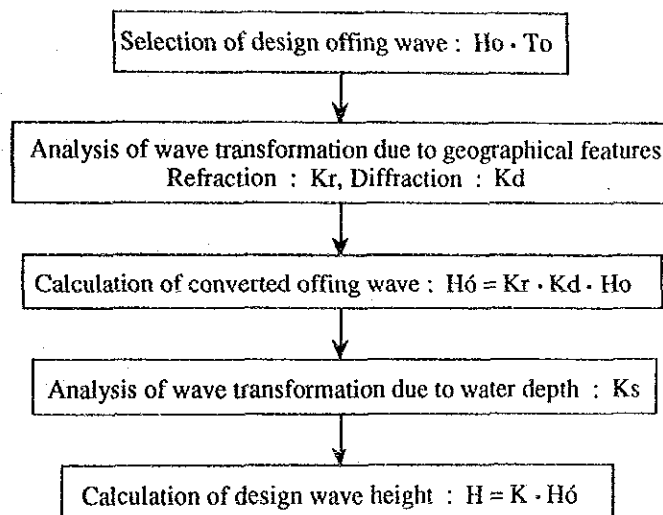 Selection of design offing wave : Ho · To
Analysis of wave transformation due to geographical features
Refraction : Kr, Diffraction : Kd
Calculation of converted offing wave : Hó = Kr · Kd · Ho
Analysis of wave transformation due to water depth : Ks
Calculation of design wave height : H = K · Hó